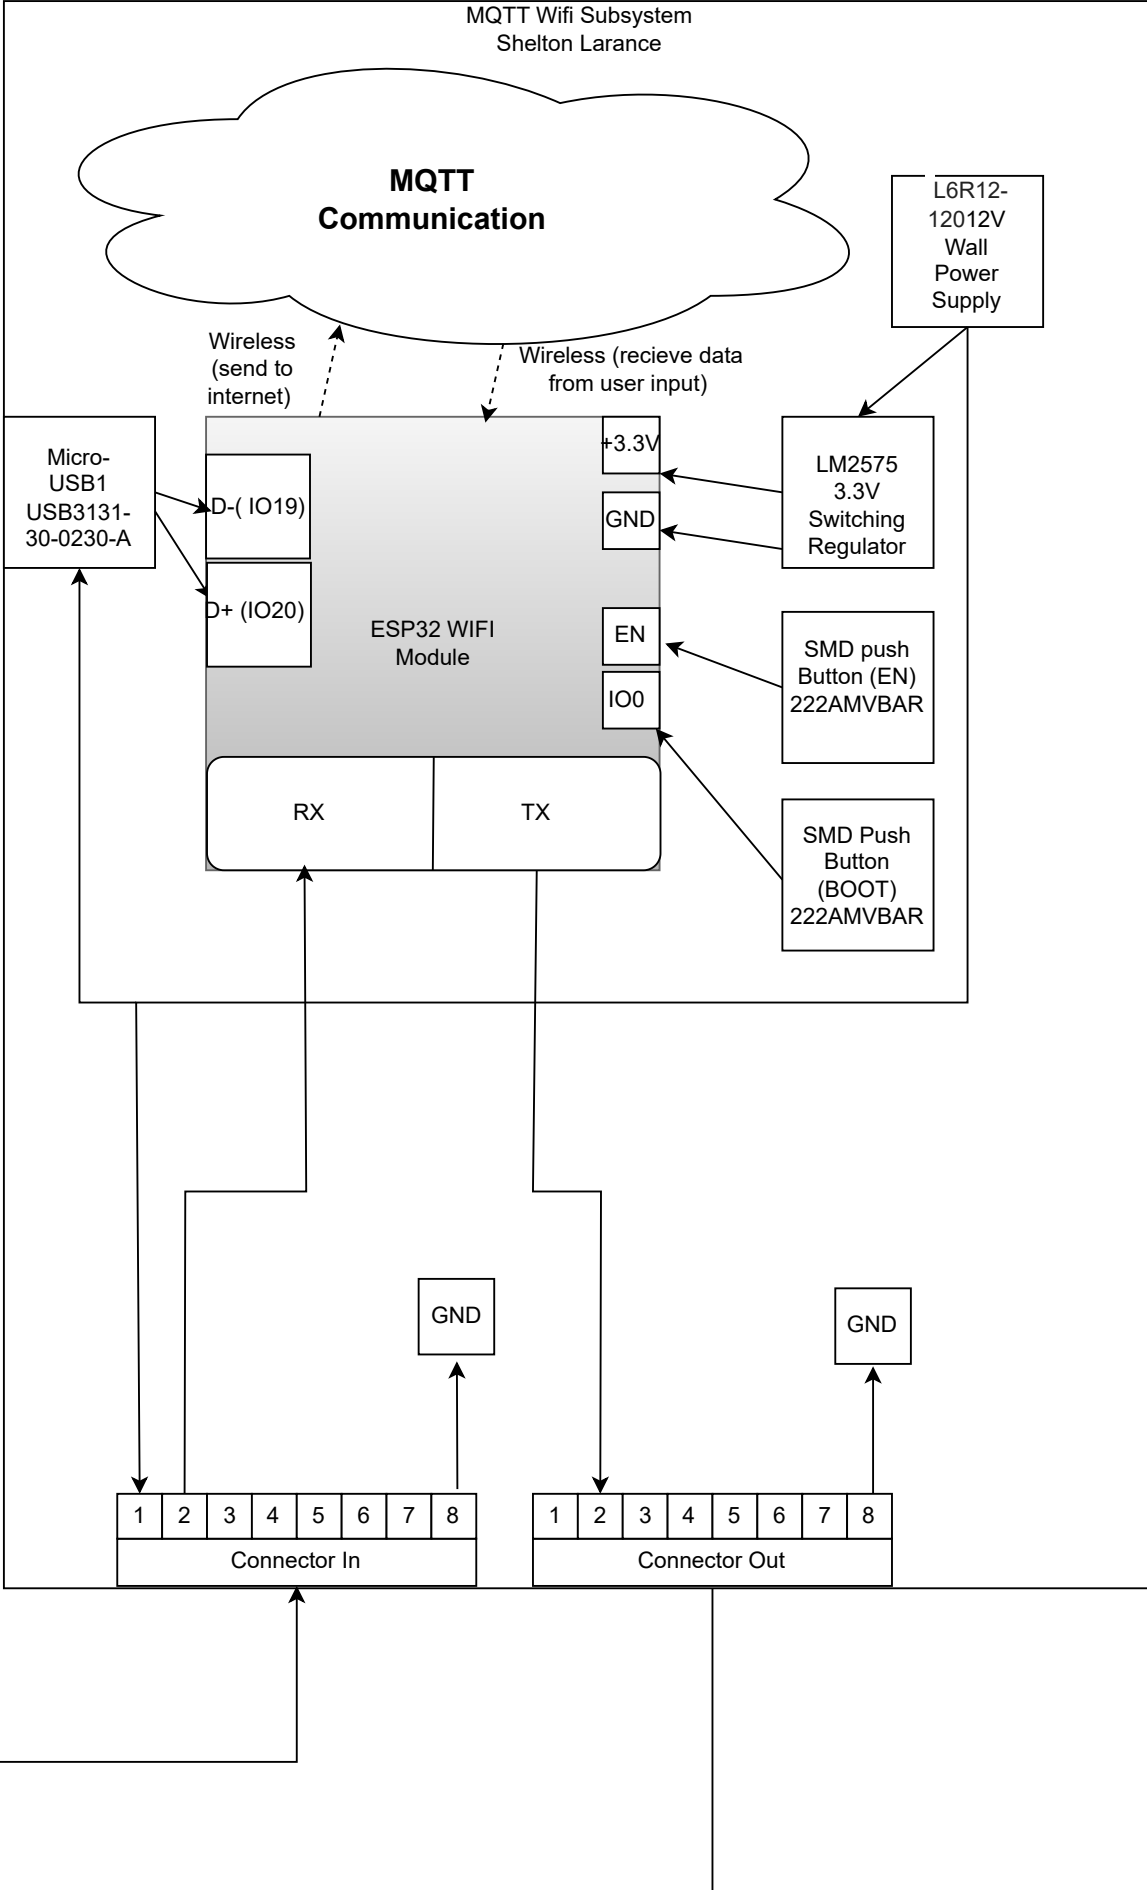 MQTT Wifi Subsystem
Shelton Larance
MQTT
Communication
L6R12-
12012V
Wall
Power
Supply
Wireless
(send to
internet)
Wireless (recieve data
from user input)
Micro-
USB1
USB3131-
30-0230-A
D-( IO19)
D+ (IO20)
+3.3V
GND
LM2575
3.3V
Switching
Regulator
ESP32 WIFI
Module
EN
IO0
SMD push
Button (EN)
222AMVBAR
RX
TX
SMD Push
Button
(BOOT)
222AMVBAR
GND
GND
1 2 3 4 5 6 7 8
Connector In
1 2 3 4 5 6 7 8
Connector Out